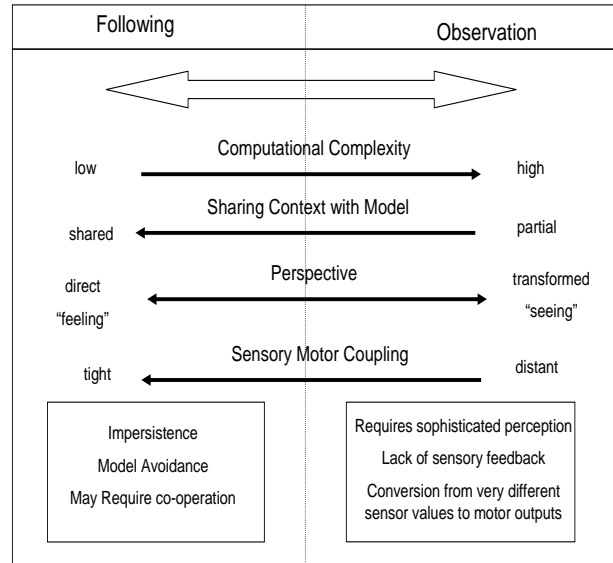 Following
Observation
Computational Complexity
low
high
Sharing Context with Model
shared
partial
Perspective
direct
"feeling"
transformed
"seeing"
Sensory Motor Coupling
tight
distant
Impersistence
Model Avoidance
May Require co-operation
Requires sophisticated perception
Lack of sensory feedback
Conversion from very different
sensor values to motor outputs